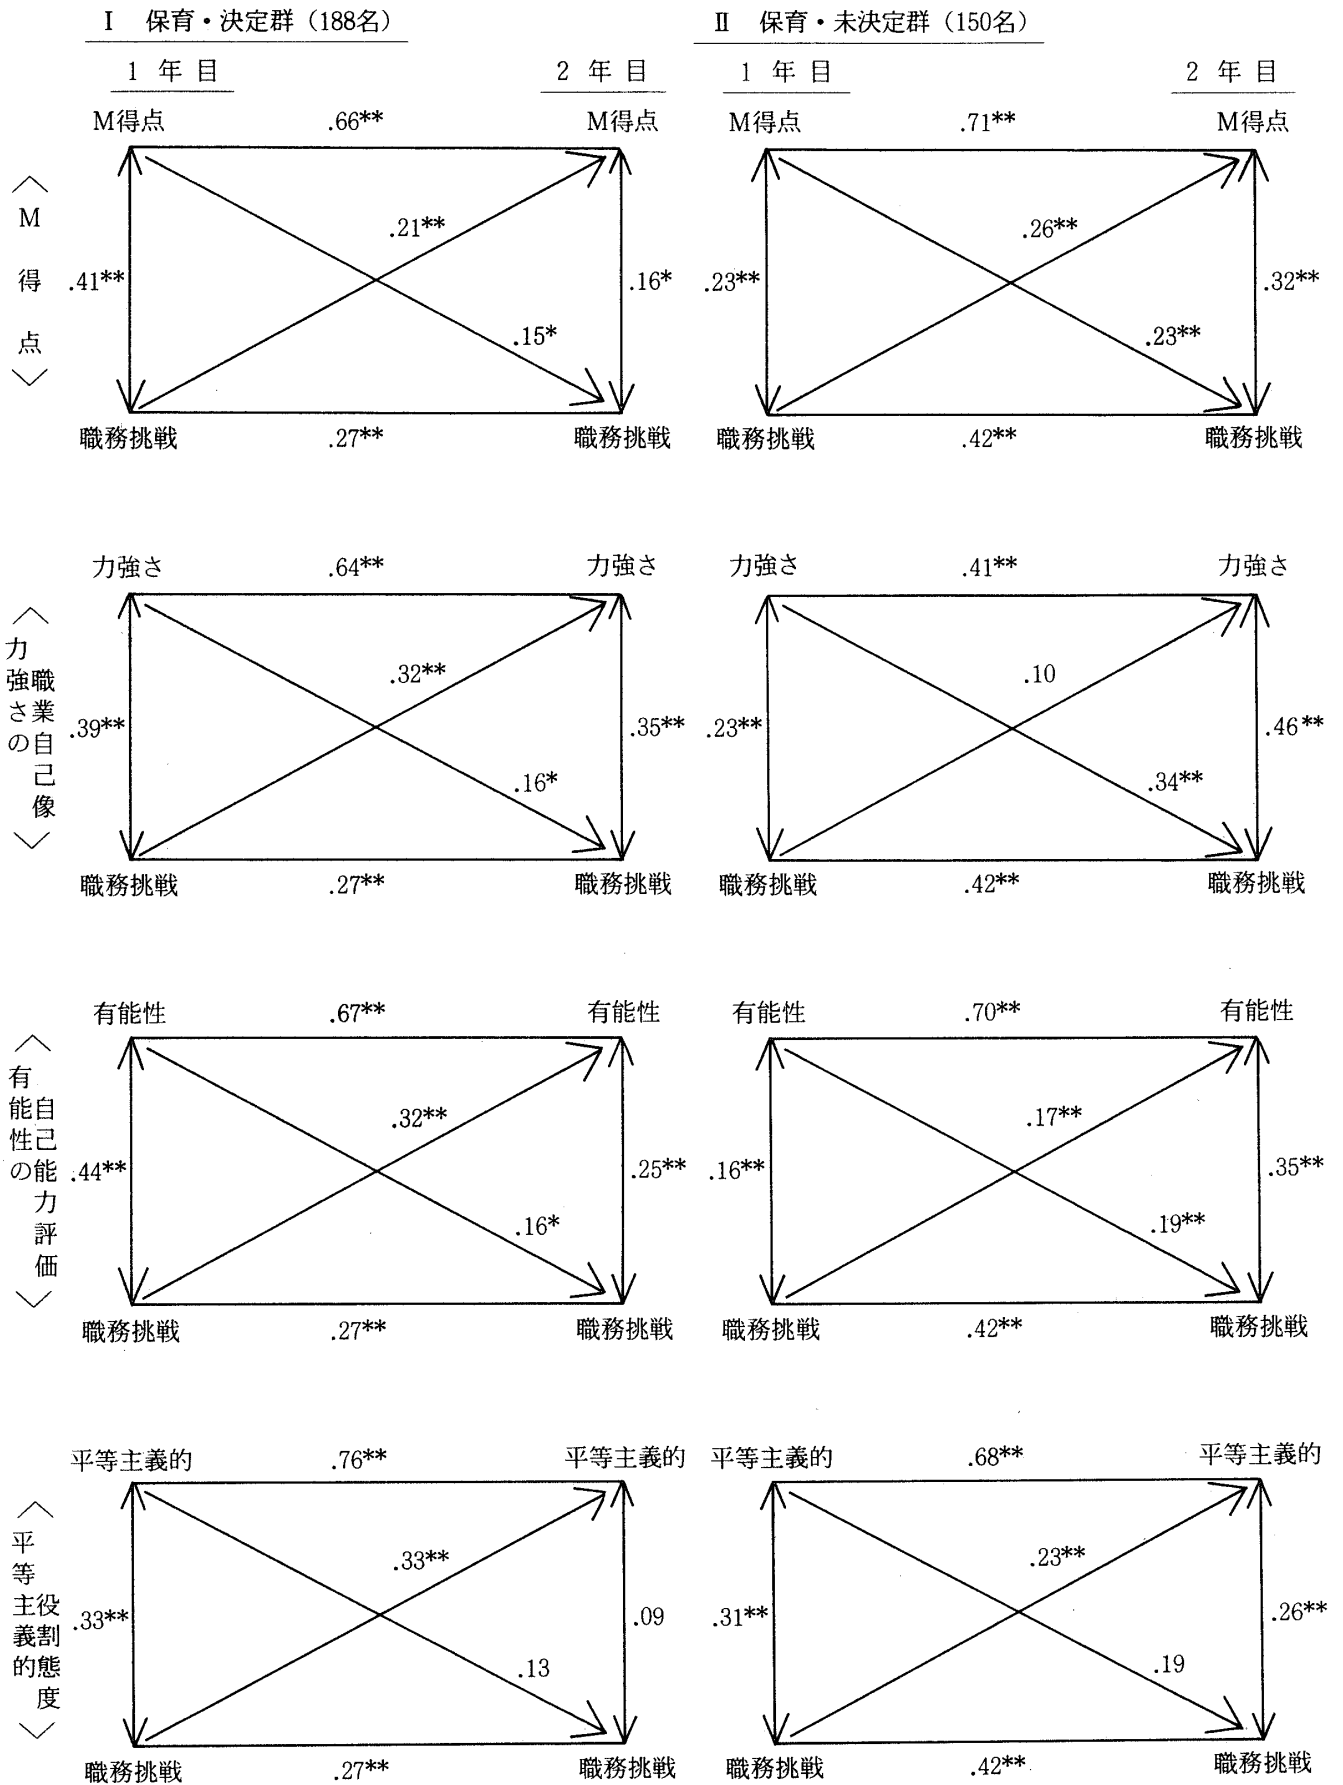 Ⅰ 保育・決定群（188名）
Ⅱ 保育・未決定群（150名）
1 年 目
2 年 目
1 年 目
2 年 目
〈M得点〉
M得点 .66** M得点
.21**
.41** .16*
.15*
職務挑戦 .27** 職務挑戦
M得点 .71** M得点
.26**
.23** .32**
.23**
職務挑戦 .42** 職務挑戦
〈力強さの
職業自己像〉
力強さ .64** 力強さ
.32**
.39** .35**
.16*
職務挑戦 .27** 職務挑戦
力強さ .41** 力強さ
.10
.23** .46**
.34**
職務挑戦 .42** 職務挑戦
〈有能性の
自己能力評価〉
有能性 .67** 有能性
.32**
.44** .25**
.16*
職務挑戦 .27** 職務挑戦
有能性 .70** 有能性
.17**
.16** .35**
.19**
職務挑戦 .42** 職務挑戦
〈平等主義的
役割態度〉
平等主義的 .76** 平等主義的
.33**
.33** .09
.13
職務挑戦 .27** 職務挑戦
平等主義的 .68** 平等主義的
.23**
.31** .26**
.19
職務挑戦 .42** 職務挑戦